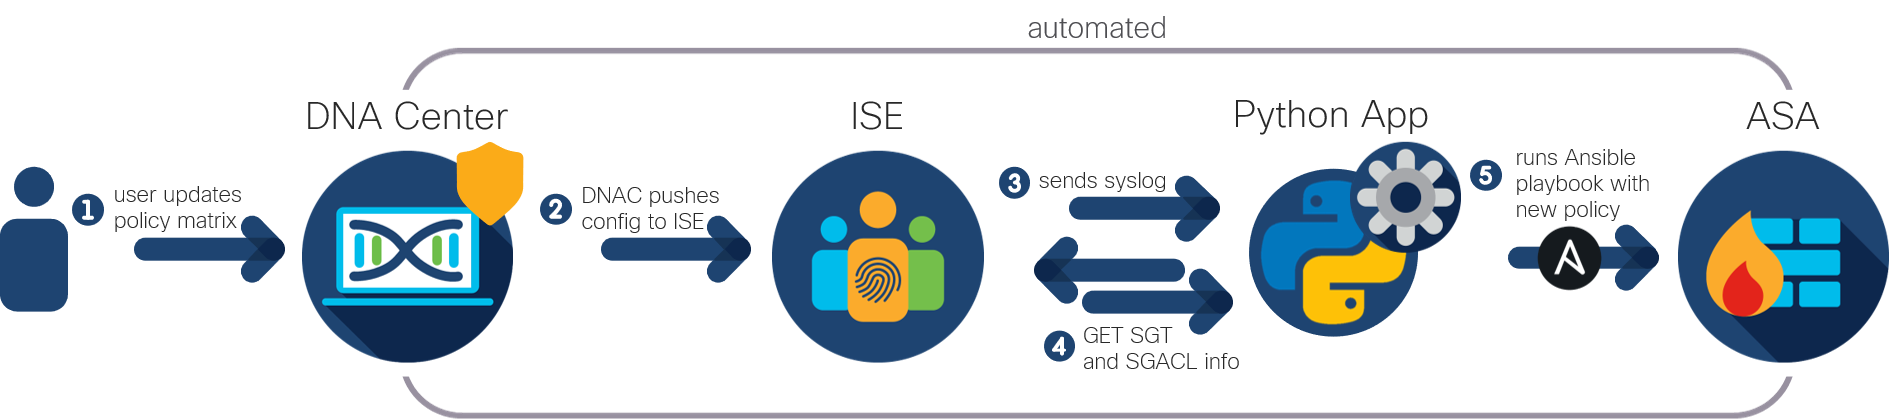 automated
DNA Center
ISE
Python App
ASA
1 user updates
policy matrix
2 DNAC pushes
config to ISE
3 sends syslog
4 GET SGT
and SGACL info
5 runs Ansible
playbook with
new policy
A